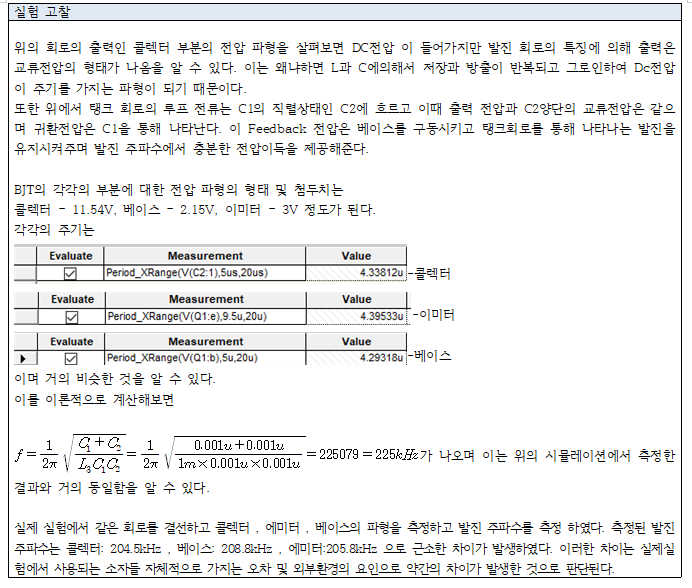 실험 고찰
위의 회로의 출력인 콜렉터 부분의 전압 파형을 살펴보면 DC전압 이 들어가지만 발진 회로의 특징에 의해 출력은
교류전압의 형태가 나옴을 알 수 있다. 이는 왜냐하면 L과 C에의해서 저장과 방출이 반복되고 그로인하여 Dc전압
이 주기를 가지는 파형이 되기 때문이다.
또한 위에서 탱크 회로의 루프 전류는 C1의 직렬상태인 C2에 흐르고 이때 출력 전압과 C2양단의 교류전압은 같으
며 귀환전압은 C1을 통해 나타난다. 이 Feedback 전압은 베이스를 구동시키고 탱크회로를 통해 나타나는 발진을
유지시켜주며 발진 주파수에서 충분한 전압이득을 제공해준다.
BJT의 각각의 부분에 대한 전압 파형의 형태 및 첨두치는
콜렉터 - 11.54V, 베이스 - 2.15V, 이미터 - 3V 정도가 된다.
각각의 주기는
Evaluate Measurement Value
Period_XRange(V(C2:1),5us,20us) 4.33812u -콜렉터
Evaluate Measurement Value
Period_XRange(V(Q1:e),9.5u,20u) 4.39533u -이미터
Evaluate Measurement Value
Period_XRange(V(Q1:b),5u,20u) 4.29318u -베이스
이며 거의 비슷한 것을 알 수 있다.
이를 이론적으로 계산해보면
f = 1/2π √(C₁+C₂ / L₃C₁C₂) = 1/2π √(0.001u+0.001u / 1m×0.001u×0.001u) = 225079 = 225kHz가 나오며 이는 위의 시뮬레이션에서 측정한
결과와 거의 동일함을 알 수 있다.
실제 실험에서 같은 회로를 결선하고 콜렉터 , 에미터 , 베이스의 파형을 측정하고 발진 주파수를 측정 하였다. 측정된 발진
주파수는 콜렉터: 204.5kHz , 베이스: 208.8kHz , 에미터:205.8kHz 으로 근소한 차이가 발생하였다. 이러한 차이는 실제실
험에서 사용되는 소자들 자체적으로 가지는 오차 및 외부환경의 요인으로 약간의 차이가 발생한 것으로 판단된다.